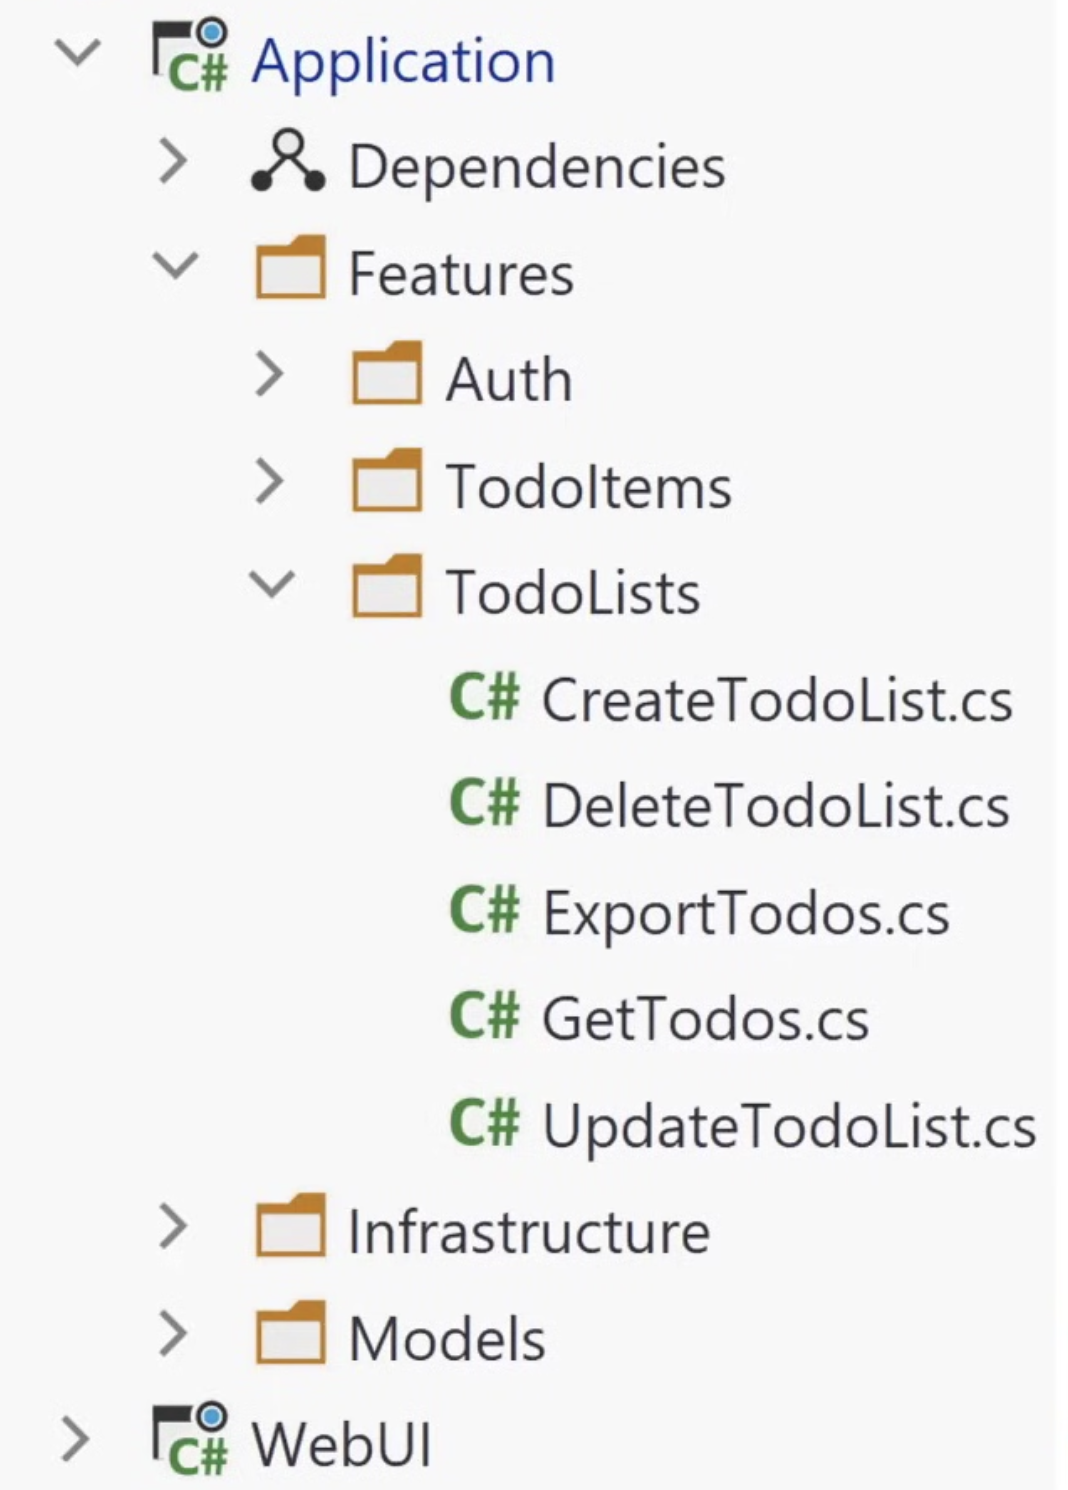 C# Application
Dependencies
Features
Auth
TodoItems
TodoLists
C# CreateTodoList.cs
C# DeleteTodoList.cs
C# ExportTodos.cs
C# GetTodos.cs
C# UpdateTodoList.cs
Infrastructure
Models
C# WebUI